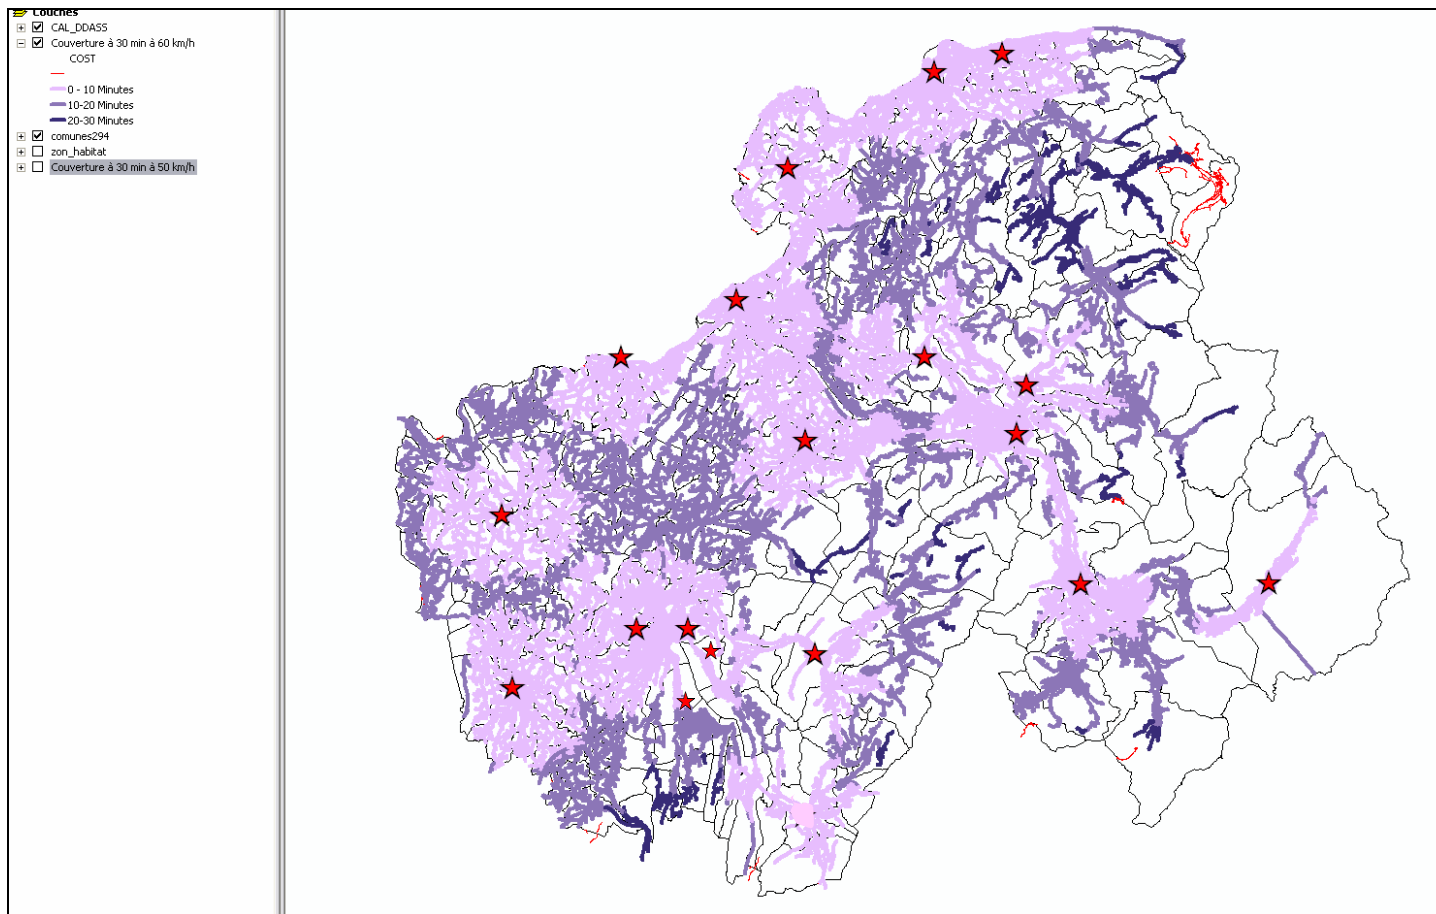 Couches
CAL_DDASS
Couverture à 30 min à 60 km/h
COST
0 - 10 Minutes
10-20 Minutes
20-30 Minutes
comunes294
zon_habitat
Couverture à 30 min à 50 km/h